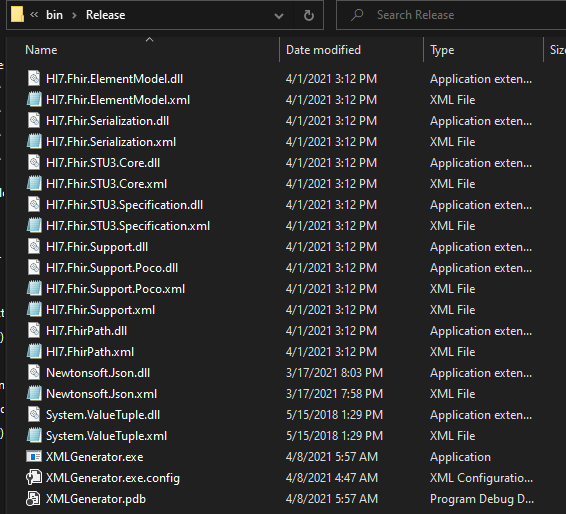 bin Release Search Release
Name Date modified Type Siz
Hl7.Fhir.ElementModel.dll 4/1/2021 3:12 PM Application exten...
Hl7.Fhir.ElementModel.xml 4/1/2021 3:12 PM XML File
Hl7.Fhir.Serialization.dll 4/1/2021 3:12 PM Application exten...
Hl7.Fhir.Serialization.xml 4/1/2021 3:12 PM XML File
Hl7.Fhir.STU3.Core.dll 4/1/2021 3:12 PM Application exten...
Hl7.Fhir.STU3.Core.xml 4/1/2021 3:12 PM XML File
Hl7.Fhir.STU3.Specification.dll 4/1/2021 3:12 PM Application exten...
Hl7.Fhir.STU3.Specification.xml 4/1/2021 3:12 PM XML File
Hl7.Fhir.Support.dll 4/1/2021 3:12 PM Application exten...
Hl7.Fhir.Support.Poco.dll 4/1/2021 3:12 PM Application exten...
Hl7.Fhir.Support.Poco.xml 4/1/2021 3:12 PM XML File
Hl7.Fhir.Support.xml 4/1/2021 3:12 PM XML File
Hl7.FhirPath.dll 4/1/2021 3:12 PM Application exten...
Hl7.FhirPath.xml 4/1/2021 3:12 PM XML File
Newtonsoft.Json.dll 3/17/2021 8:03 PM Application exten...
Newtonsoft.Json.xml 3/17/2021 7:58 PM XML File
System.ValueTuple.dll 5/15/2018 1:29 PM Application exten...
System.ValueTuple.xml 5/15/2018 1:29 PM XML File
XMLGenerator.exe 4/8/2021 5:57 AM Application
XMLGenerator.exe.config 4/8/2021 4:47 AM XML Configuratio...
XMLGenerator.pdb 4/8/2021 5:57 AM Program Debug D...